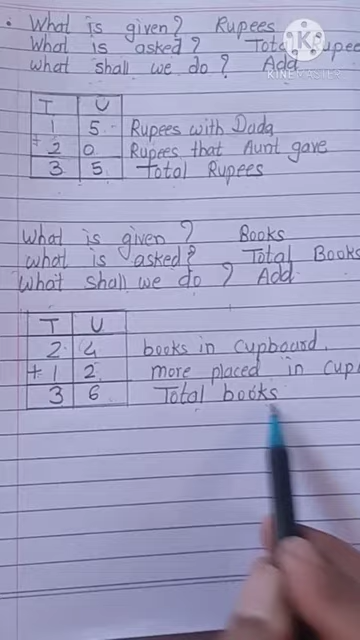 What is given? Rupees
What is asked? Total Rupee
What shall we do? Add
KINEMASTER
T U
1 5 Rupees with Dada
+ 2 0 Rupees that Aunt gave
3 5 Total Rupees
What is given? Books
What is asked? Total Books
What shall we do? Add
T U
2 4 books in cupboard.
+ 1 2 more placed in cup
3 6 Total books